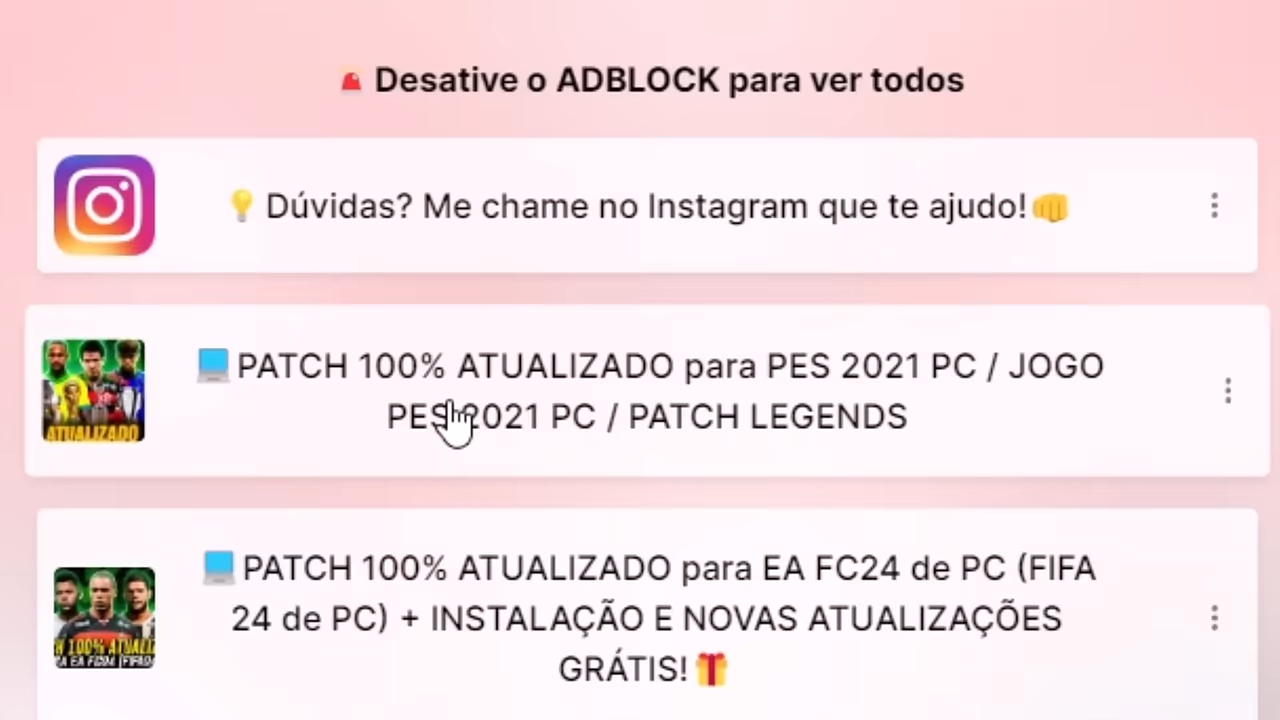 🚨 Desative o ADBLOCK para ver todos
💡 Dúvidas? Me chame no Instagram que te ajudo!👊
💻PATCH 100% ATUALIZADO para PES 2021 PC / JOGO
PES 2021 PC / PATCH LEGENDS
ATUALIZADO
💻PATCH 100% ATUALIZADO para EA FC24 de PC (FIFA
24 de PC) + INSTALAÇÃO E NOVAS ATUALIZAÇÕES
GRÁTIS!🎁